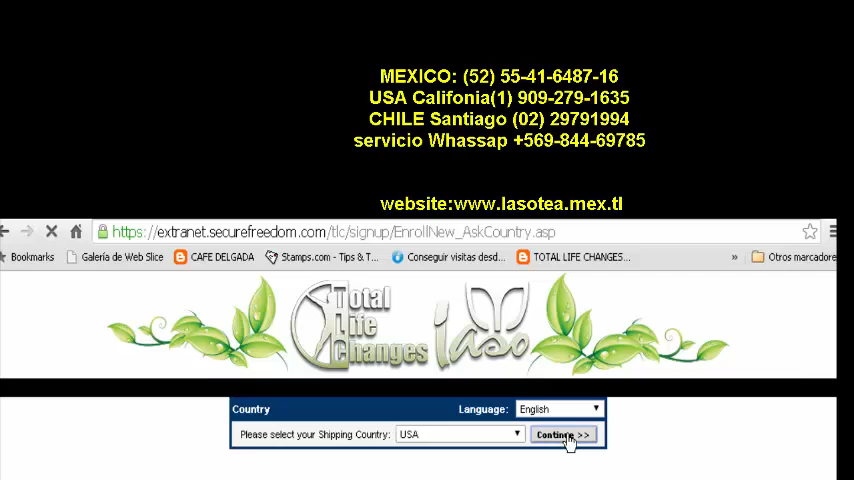 MEXICO: (52) 55-41-6487-16
USA Califonia(1) 909-279-1635
CHILE Santiago (02) 29791994
servicio Whassap +569-844-69785
website:www.lasotea.mex.tl
https://extranet.securefreedom.com/tlc/signup/EnrollNew_AskCountry.asp
Bookmarks Galería de Web Slice CAFE DELGADA Stamps.com - Tips & T... Conseguir visitas desd... TOTAL LIFE CHANGES... » Otros marcadore
Total Life Changes iaso
Country Language: English
Please select your Shipping Country: USA Continue >>